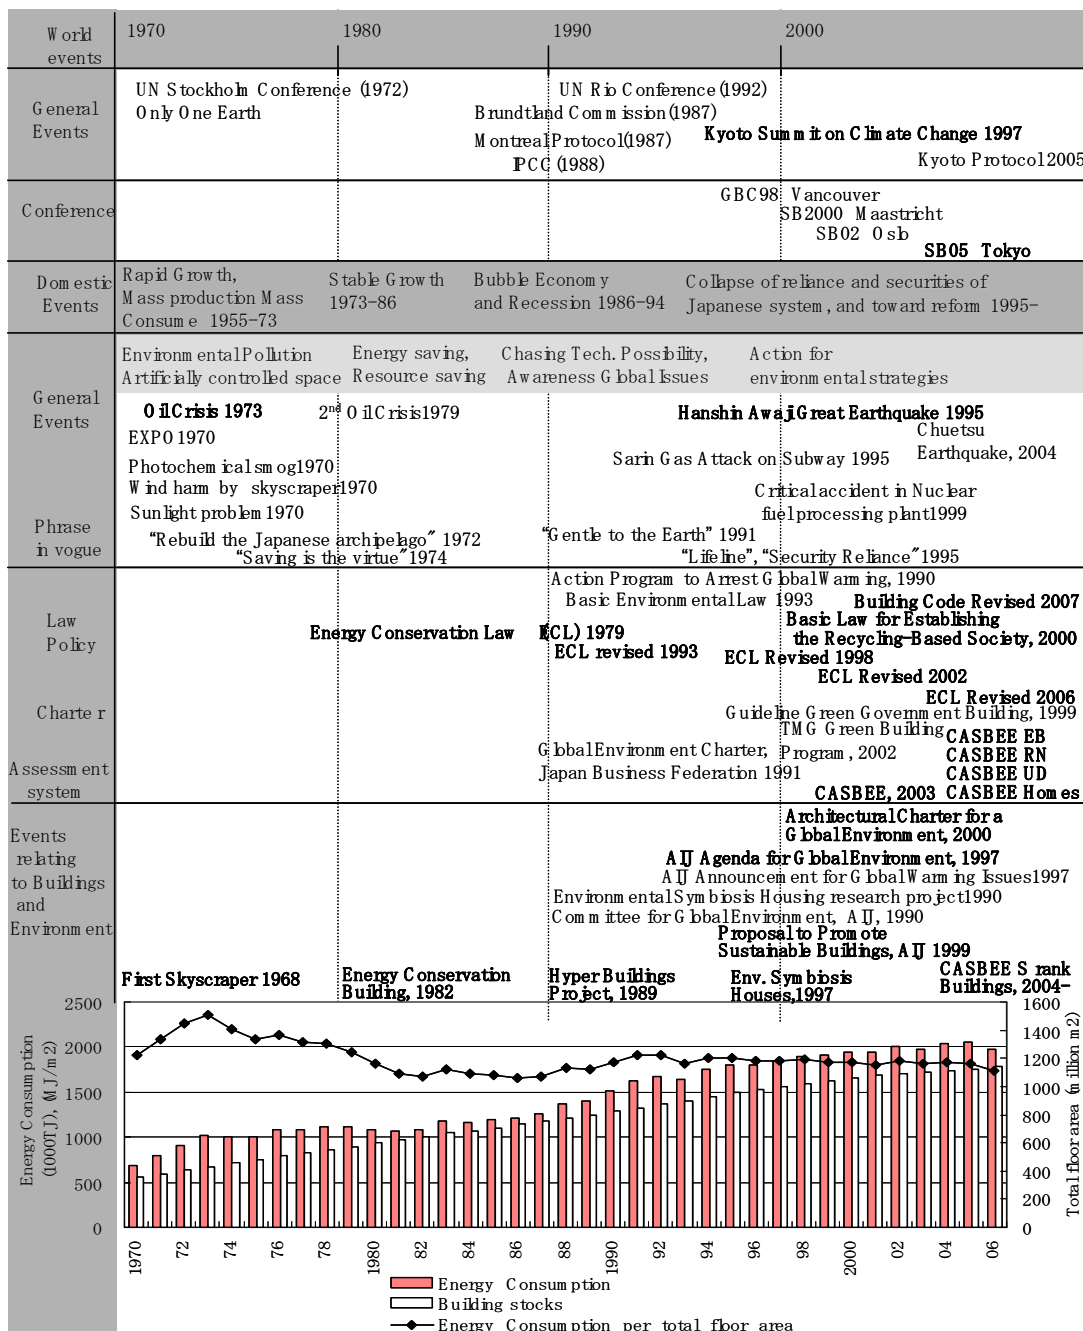 World events
1970 1980 1990 2000
General Events
UN Stockholm Conference (1972)
Only One Earth
UN Rio Conference (1992)
Brundtland Commission (1987)
Montreal Protocol (1987)
IPCC (1988)
Kyoto Summit on Climate Change 1997
Kyoto Protocol 2005
Conference
GBC98 Vancouver
SB2000 Maastricht
SB02 Oslo
SB05 Tokyo
Domestic Events
Rapid Growth,
Mass production Mass
Consume 1955-73
Stable Growth
1973-86
Bubble Economy
and Recession 1986-94
Collapse of reliance and securities of
Japanese system, and toward reform 1995-
Environmental Pollution
Artificially controlled space
Energy saving,
Resource saving
Chasing Tech. Possibility,
Awareness Global Issues
Action for
environmental strategies
General Events
Oil Crisis 1973
2nd Oil Crisis 1979
Hanshin Awaji Great Earthquake 1995
EXPO 1970
Chuetsu
Earthquake, 2004
Photochemical smog 1970
Sarin Gas Attack on Subway 1995
Wind harm by skyscraper 1970
Critical accident in Nuclear
fuel processing plant 1999
Sunlight problem 1970
Phrase in vogue
"Rebuild the Japanese archipelago" 1972
"Saving is the virtue" 1974
"Gentle to the Earth" 1991
"Lifeline", "Security Reliance" 1995
Law Policy
Action Program to Arrest Global Warming, 1990
Basic Environmental Law 1993
Building Code Revised 2007
Basic Law for Establishing
the Recycling-Based Society, 2000
Energy Conservation Law (ECL) 1979
ECL revised 1993
ECL Revised 1998
ECL Revised 2002
ECL Revised 2006
Charter
Guideline Green Government Building, 1999
TMG Green Building
Program, 2002
Global Environment Charter,
Japan Business Federation 1991
Assessment system
CASBEE EB
CASBEE RN
CASBEE UD
CASBEE, 2003 CASBEE Homes
Events relating to Buildings and Environment
Architectural Charter for a
Global Environment, 2000
AIJ Agenda for Global Environment, 1997
AIJ Announcement for Global Warming Issues 1997
Environmental Symbiosis Housing research project 1990
Committee for Global Environment, AIJ, 1990
Proposal to Promote
Sustainable Buildings, AIJ 1999
First Skyscraper 1968
Energy Conservation
Building, 1982
Hyper Buildings
Project, 1989
Env. Symbiosis
Houses, 1997
CASBEE S rank
Buildings, 2004-
Energy Consumption
(1000TJ), (MJ/m2)
2500
2000
1500
1000
500
0
1600
1400
1200
1000
800
600
400
200
0
Total floor area (million m2)
1970 72 74 76 78 1980 82 84 86 88 1990 92 94 96 98 2000 02 04 06
Energy Consumption
Building stocks
Energy Consumption per total floor area